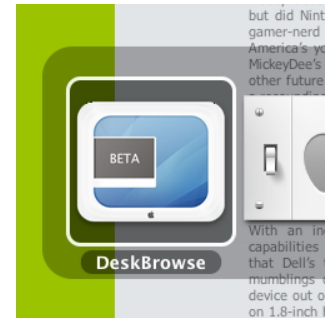 but did Nint
gamer-nerd
America's yo
MickeyDee's
other future
BETA
With an in
capabilities
DeskBrowse
that Dell's
mumblings
device out o
on 1.8-inch